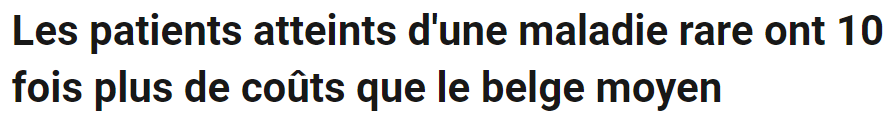 Les patients atteints d'une maladie rare ont 10
fois plus de coûts que le belge moyen